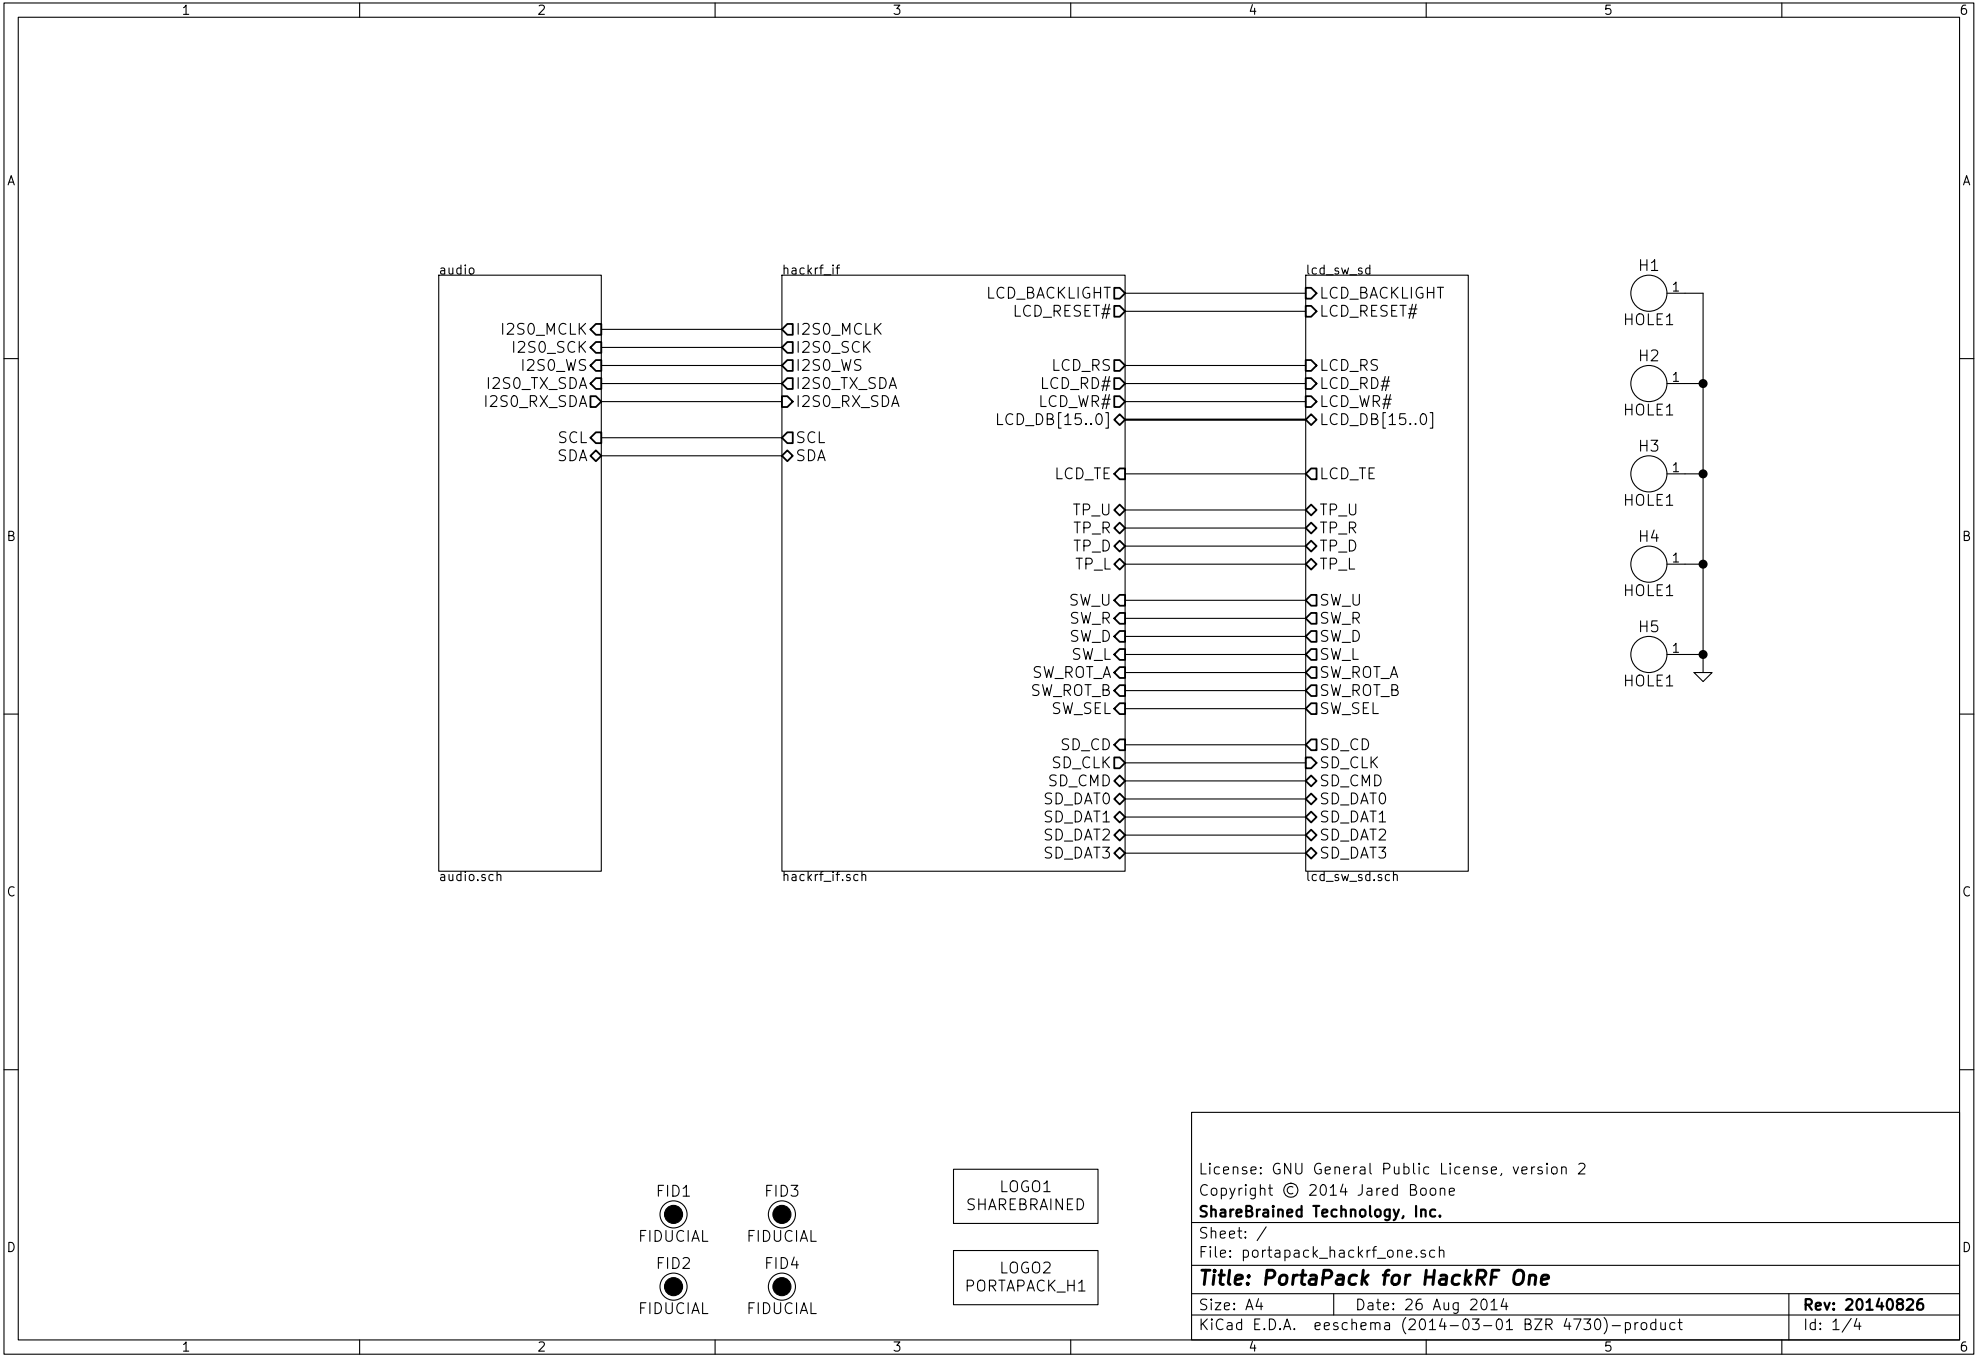 1 2 3 4 5 6
A A
B B
C C
D D
audio
I2S0_MCLK
I2S0_SCK
I2S0_WS
I2S0_TX_SDA
I2S0_RX_SDA
SCL
SDA
audio.sch
hackrf_if
I2S0_MCLK
I2S0_SCK
I2S0_WS
I2S0_TX_SDA
I2S0_RX_SDA
SCL
SDA
LCD_BACKLIGHT
LCD_RESET#
LCD_RS
LCD_RD#
LCD_WR#
LCD_DB[15..0]
LCD_TE
TP_U
TP_R
TP_D
TP_L
SW_U
SW_R
SW_D
SW_L
SW_ROT_A
SW_ROT_B
SW_SEL
SD_CD
SD_CLK
SD_CMD
SD_DAT0
SD_DAT1
SD_DAT2
SD_DAT3
hackrf_if.sch
lcd_sw_sd
LCD_BACKLIGHT
LCD_RESET#
LCD_RS
LCD_RD#
LCD_WR#
LCD_DB[15..0]
LCD_TE
TP_U
TP_R
TP_D
TP_L
SW_U
SW_R
SW_D
SW_L
SW_ROT_A
SW_ROT_B
SW_SEL
SD_CD
SD_CLK
SD_CMD
SD_DAT0
SD_DAT1
SD_DAT2
SD_DAT3
lcd_sw_sd.sch
H1
1
HOLE1
H2
1
HOLE1
H3
1
HOLE1
H4
1
HOLE1
H5
1
HOLE1
FID1
FIDUCIAL
FID3
FIDUCIAL
FID2
FIDUCIAL
FID4
FIDUCIAL
LOGO1
SHAREBRAINED
LOGO2
PORTAPACK_H1
License: GNU General Public License, version 2
Copyright © 2014 Jared Boone
ShareBrained Technology, Inc.
Sheet: /
File: portapack_hackrf_one.sch
Title: PortaPack for HackRF One
Size: A4 Date: 26 Aug 2014 Rev: 20140826
KiCad E.D.A. eeschema (2014-03-01 BZR 4730)-product Id: 1/4
1 2 3 4 5 6